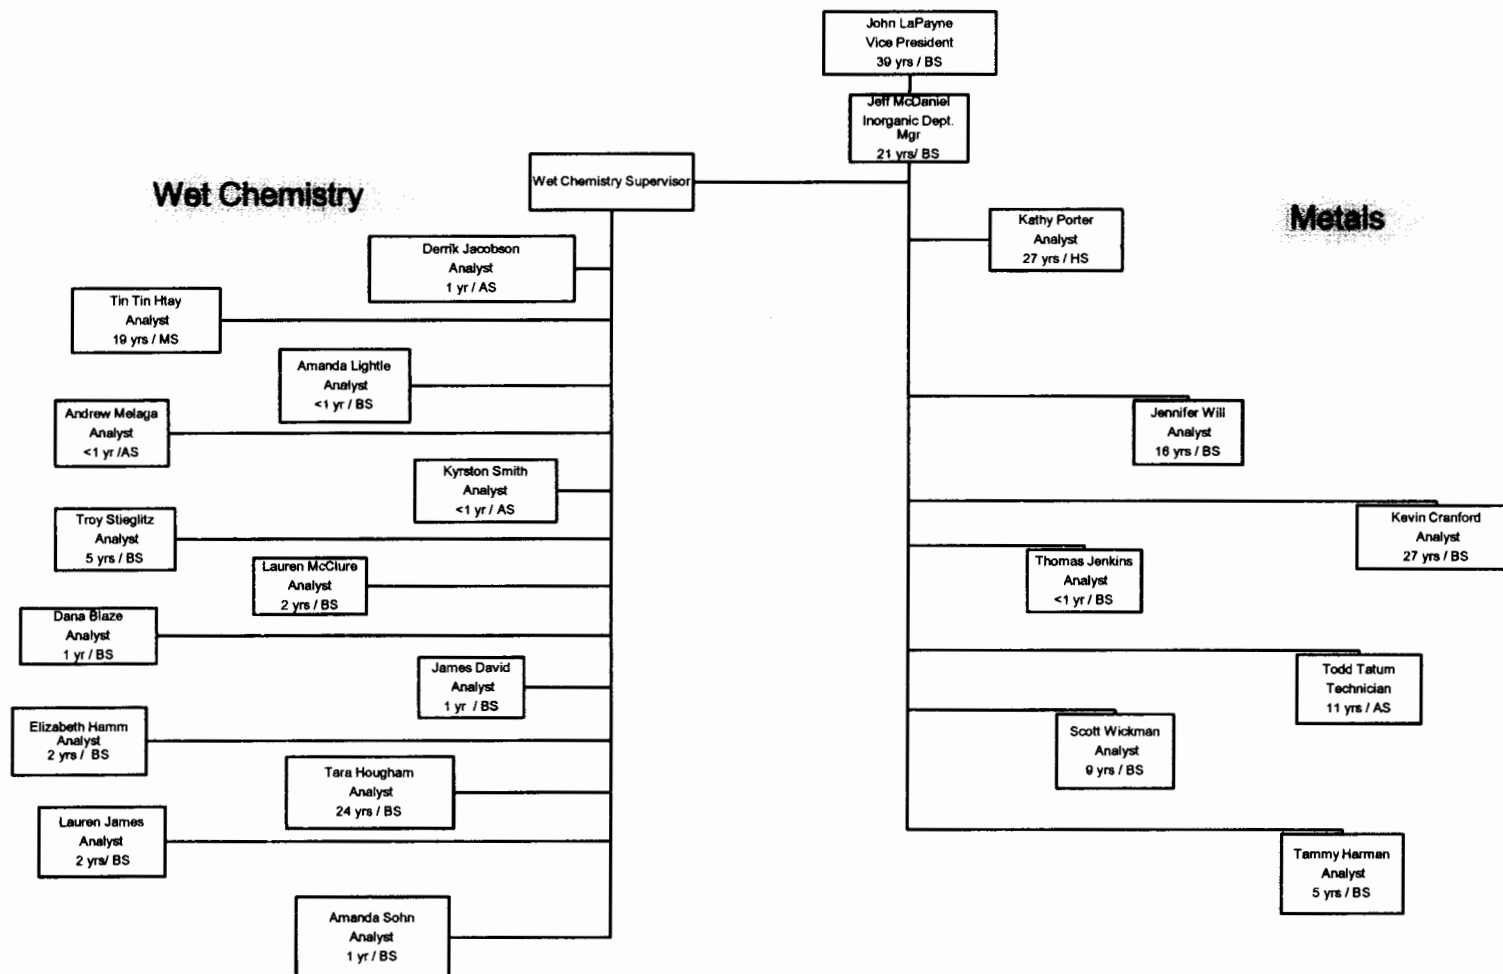 John LaPayne
Vice President
39 yrs / BS
Jeff McDaniel
Inorganic Dept.
Mgr
21 yrs/ BS
Wet Chemistry Supervisor
Wet Chemistry
Metals
Kathy Porter
Analyst
27 yrs / HS
Derrik Jacobson
Analyst
1 yr / AS
Tin Tin Htay
Analyst
19 yrs / MS
Amanda Lightle
Analyst
<1 yr / BS
Andrew Melaga
Analyst
<1 yr /AS
Kyrston Smith
Analyst
<1 yr / AS
Troy Stieglitz
Analyst
5 yrs / BS
Lauren McClure
Analyst
2 yrs / BS
Dana Blaze
Analyst
1 yr / BS
James David
Analyst
1 yr / BS
Elizabeth Hamm
Analyst
2 yrs / BS
Tara Hougham
Analyst
24 yrs / BS
Lauren James
Analyst
2 yrs/ BS
Amanda Sohn
Analyst
1 yr / BS
Jennifer Will
Analyst
16 yrs / BS
Kevin Cranford
Analyst
27 yrs / BS
Thomas Jenkins
Analyst
<1 yr / BS
Todd Tatum
Technician
11 yrs / AS
Scott Wickman
Analyst
9 yrs / BS
Tammy Harman
Analyst
5 yrs / BS